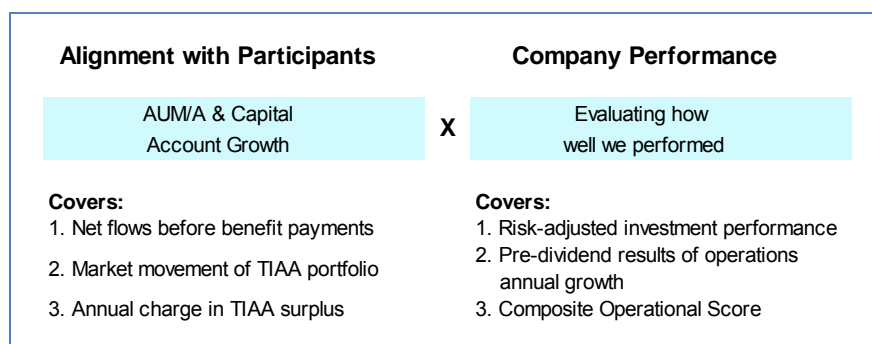 Alignment with Participants
AUM/A & Capital
Account Growth
Covers:
1. Net flows before benefit payments
2. Market movement of TIAA portfolio
3. Annual charge in TIAA surplus
X
Company Performance
Evaluating how
well we performed
Covers:
1. Risk-adjusted investment performance
2. Pre-dividend results of operations
annual growth
3. Composite Operational Score